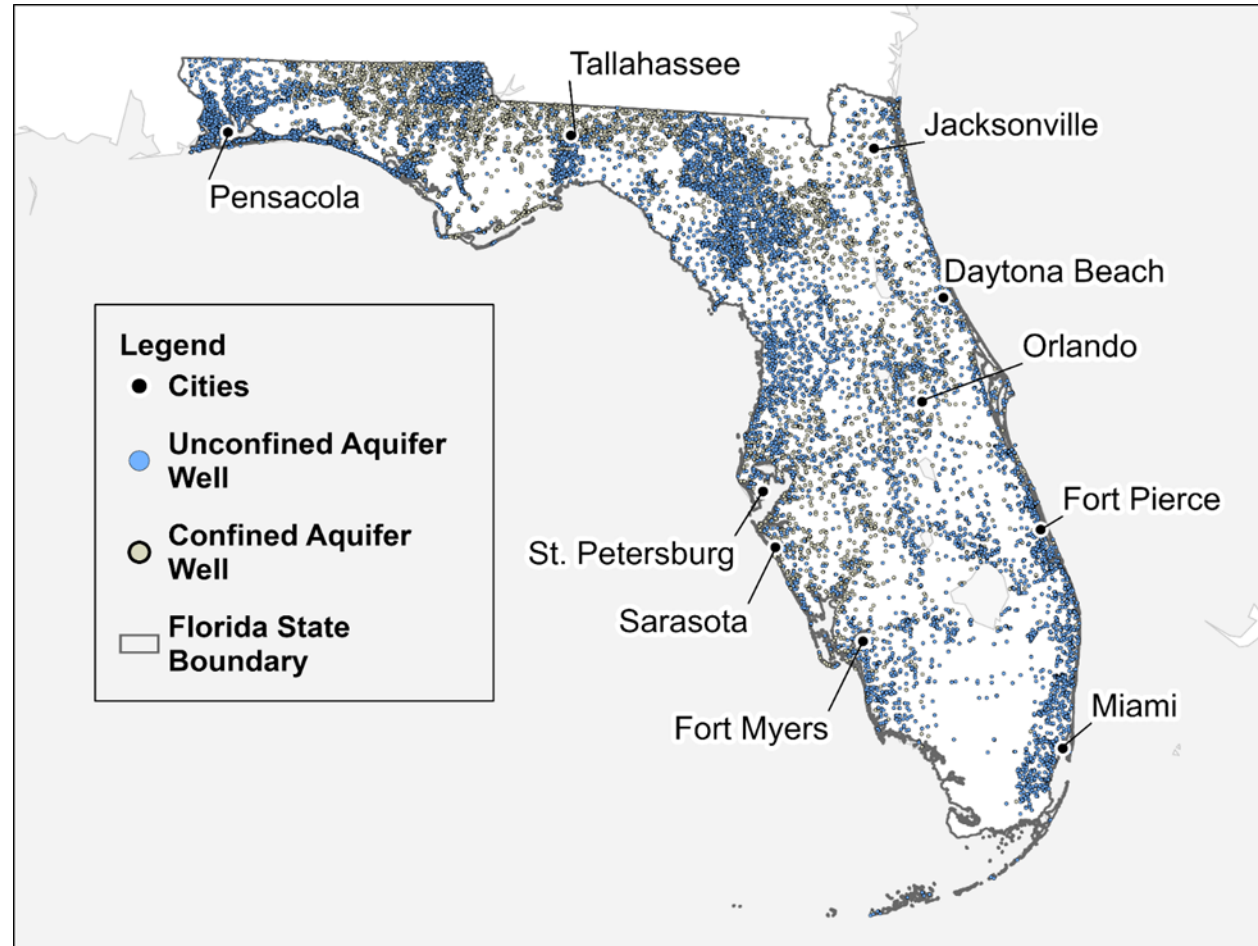 Tallahassee
Jacksonville
Pensacola
Daytona Beach
Orlando
Legend
Cities
Unconfined Aquifer
Well
Confined Aquifer
Well
Florida State
Boundary
Fort Pierce
St. Petersburg
Sarasota
Miami
Fort Myers